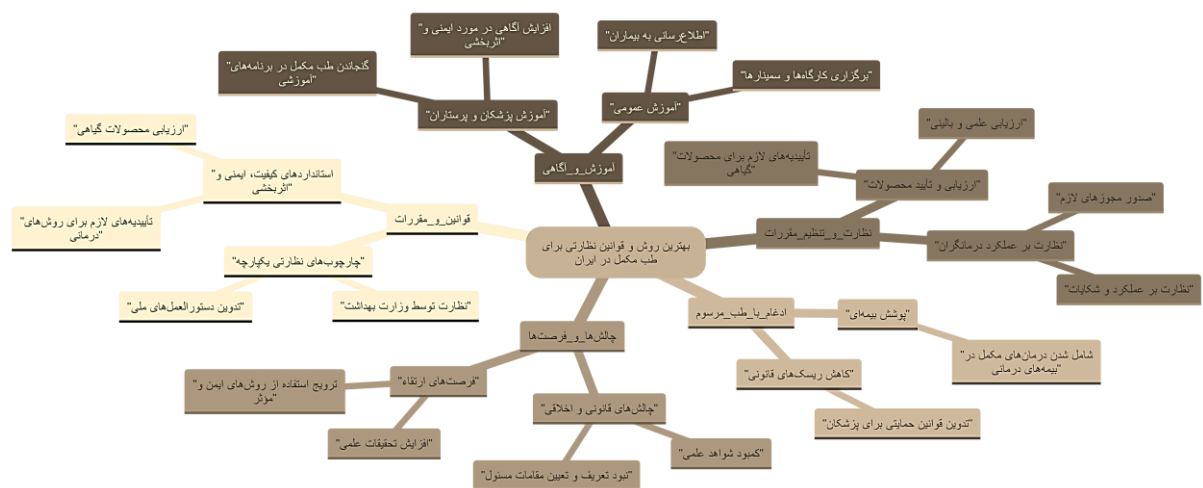 بهترین روش و قوانین نظارتی برای
طب مکمل در ایران
آموزش_و_آگاهی
"آموزش پزشکان و پرستاران"
گنجاندن طب مکمل در برنامه‌های"
"آموزشی
افزایش آگاهی در مورد ایمنی و"
"اثربخشی
"آموزش عمومی"
"اطلاع‌رسانی به بیماران"
"برگزاری کارگاه‌ها و سمینارها"
نظارت_و_تنظیم_مقررات
"ارزیابی و تأیید محصولات"
تأییدیه‌های لازم برای محصولات"
"گیاهی
"ارزیابی علمی و بالینی"
"نظارت بر عملکرد درمانگران"
"صدور مجوزهای لازم"
"نظارت بر عملکرد و شکایات"
ادغام_با_طب_مرسوم
"پوشش بیمه‌ای"
شامل شدن درمان‌های مکمل در"
"بیمه‌های درمانی
"کاهش ریسک‌های قانونی"
"تدوین قوانین حمایتی برای پزشکان"
چالش‌ها_و_فرصت‌ها
"چالش‌های قانونی و اخلاقی"
"کمبود شواهد علمی"
"نبود تعریف و تعیین مقامات مسئول"
"فرصت‌های ارتقاء"
ترویج استفاده از روش‌های ایمن و"
"مؤثر
"افزایش تحقیقات علمی"
قوانین_و_مقررات
استانداردهای کیفیت، ایمنی و"
"اثربخشی
"ارزیابی محصولات گیاهی"
تأییدیه‌های لازم برای روش‌های"
"درمانی
"چارچوب‌های نظارتی یکپارچه"
"تدوین دستورالعمل‌های ملی"
"نظارت توسط وزارت بهداشت"